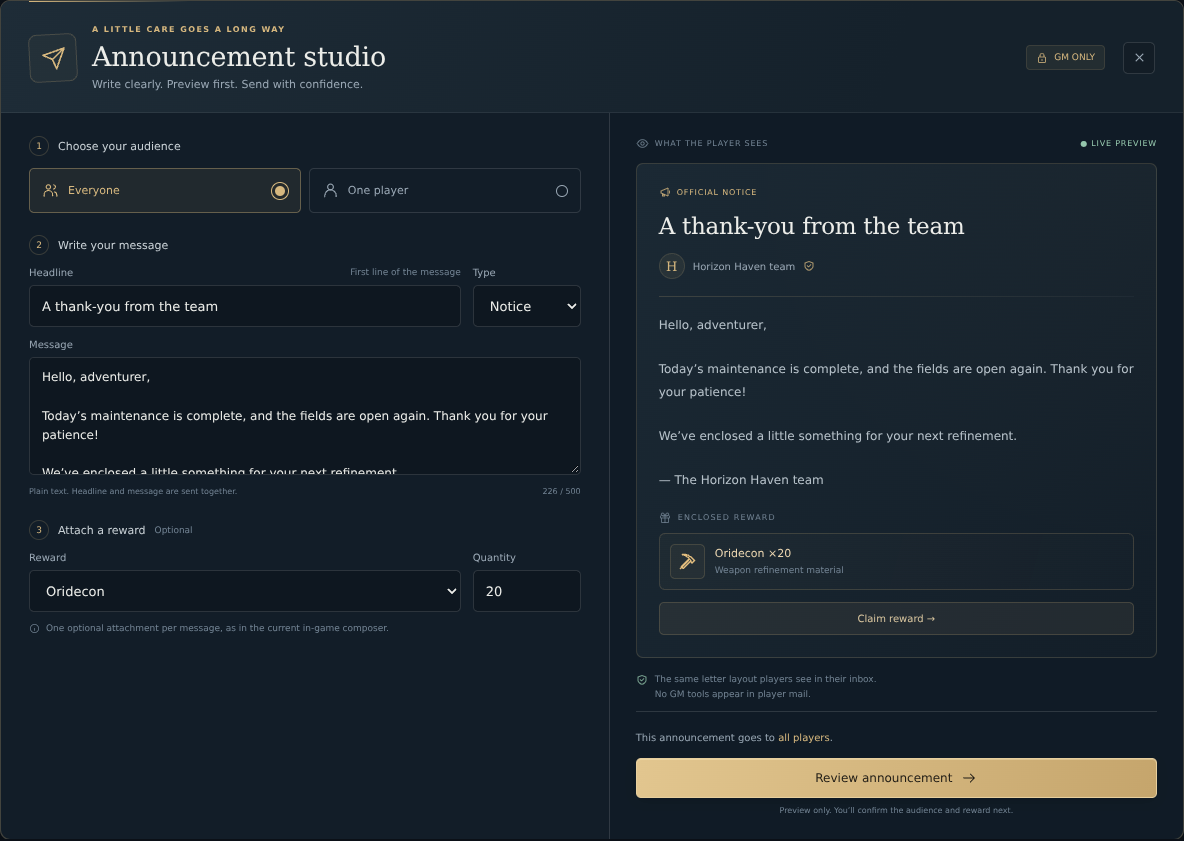 A LITTLE CARE GOES A LONG WAY
Announcement studio
Write clearly. Preview first. Send with confidence.
GM ONLY
1 Choose your audience
Everyone
One player
2 Write your message
Headline
First line of the message
Type
A thank-you from the team
Notice
Message
Hello, adventurer,
Today’s maintenance is complete, and the fields are open again. Thank you for your
patience!
We’ve enclosed a little something for your next refinement.
Plain text. Headline and message are sent together.
226 / 500
3 Attach a reward Optional
Reward
Quantity
Oridecon
20
One optional attachment per message, as in the current in-game composer.
WHAT THE PLAYER SEES
LIVE PREVIEW
OFFICIAL NOTICE
A thank-you from the team
H Horizon Haven team
Hello, adventurer,
Today’s maintenance is complete, and the fields are open again. Thank you for
your patience!
We’ve enclosed a little something for your next refinement.
— The Horizon Haven team
ENCLOSED REWARD
Oridecon ×20
Weapon refinement material
Claim reward →
The same letter layout players see in their inbox.
No GM tools appear in player mail.
This announcement goes to all players.
Review announcement →
Preview only. You’ll confirm the audience and reward next.